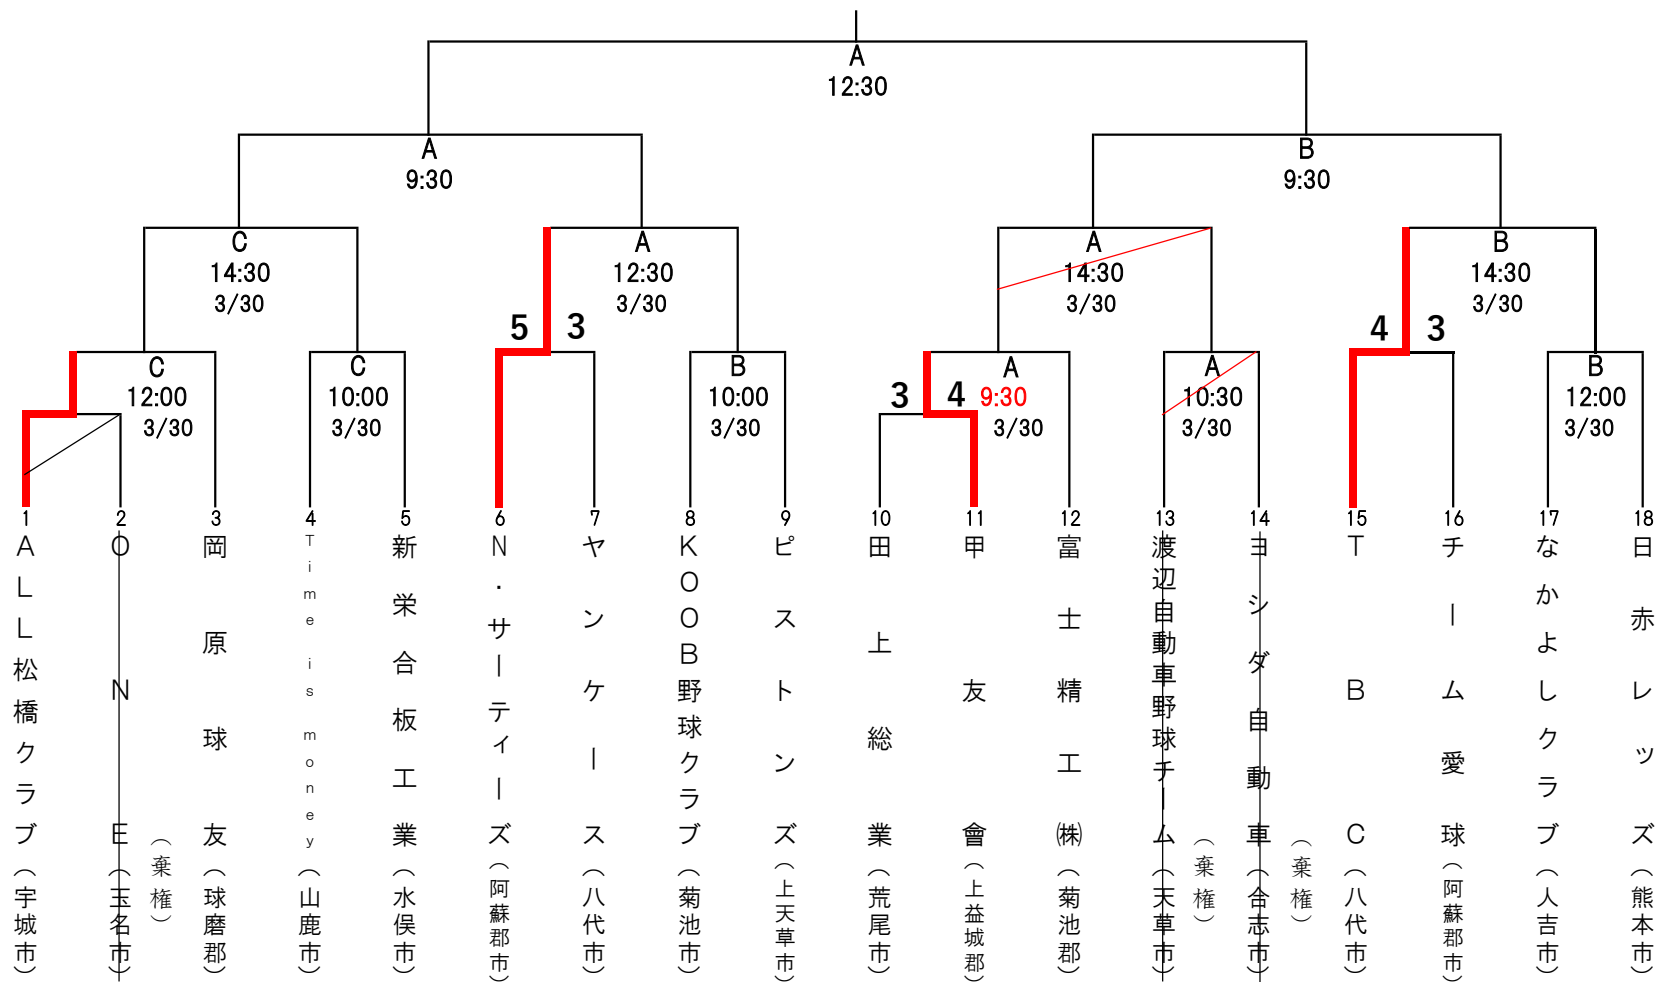 A
12:30
A
9:30
B
9:30
C
14:30
3/30
A
12:30
3/30
A
14:30
3/30
B
14:30
3/30
5 3
4 3
C
12:00
3/30
C
10:00
3/30
B
10:00
3/30
3 4
A
9:30
3/30
A
10:30
3/30
B
12:00
3/30
1
ALL松橋クラブ（宇城市）
2
ONE（玉名市）
（棄権）
3
岡原球友（球磨郡）
4
Time is money（山鹿市）
5
新栄合板工業（水俣市）
6
N・サーティーズ（阿蘇郡市）
7
ヤンケース（八代市）
8
KOOB野球クラブ（菊池市）
9
ピストンズ（上天草市）
10
田上総業（荒尾市）
11
甲友會（上益城郡）
12
富士精工㈱（菊池郡）
13
渡辺自動車野球チーム（天草市）
（棄権）
14
ヨシダ自動車（合志市）
（棄権）
15
TBC（八代市）
16
チーム愛球（阿蘇郡市）
17
なかよしクラブ（人吉市）
18
日赤レッズ（熊本市）